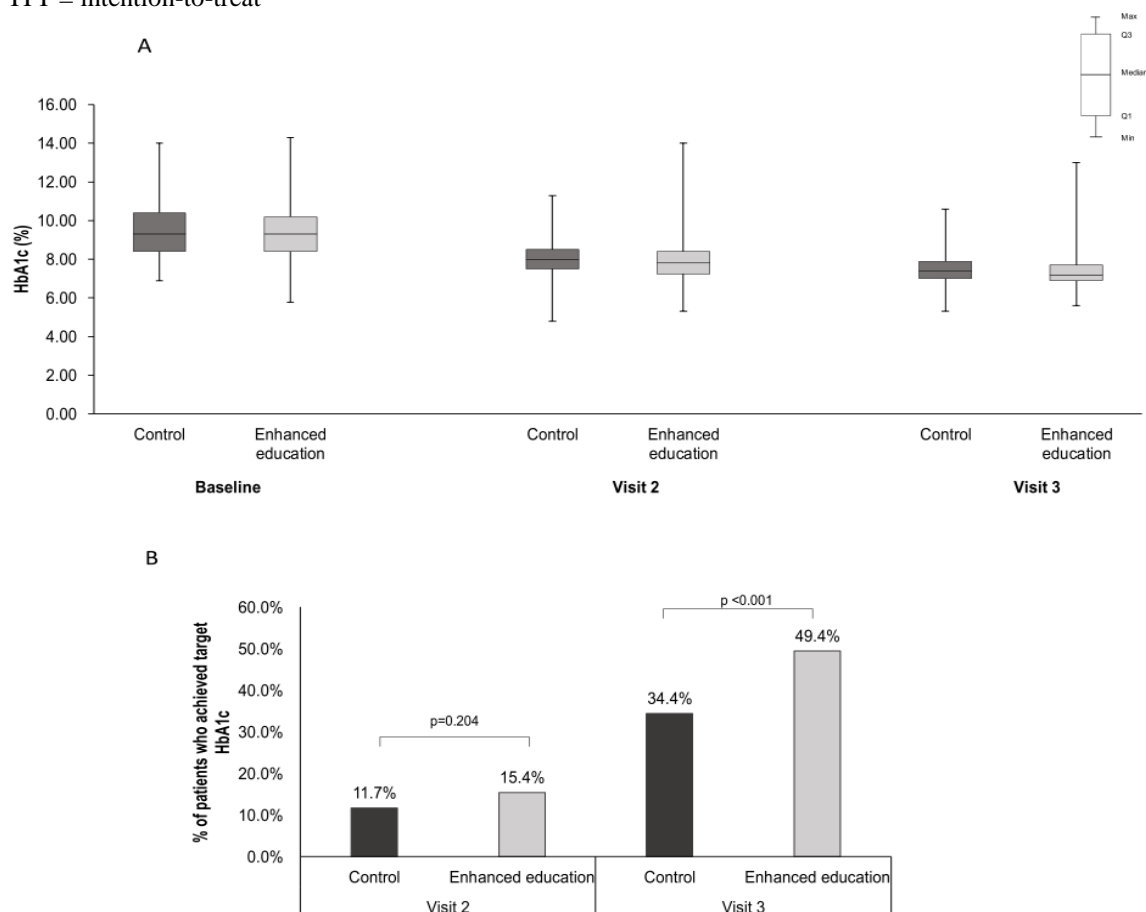 ITT = intention-to-treat
A
Max
Q3
Median
Q1
Min
16.00
14.00
12.00
10.00
8.00
6.00
4.00
2.00
0.00
HbA1c (%)
Control
Enhanced
education
Control
Enhanced
education
Control
Enhanced
education
Baseline
Visit 2
Visit 3
B
% of patients who achieved target
HbA1c
60.0%
50.0%
40.0%
30.0%
20.0%
10.0%
0.0%
p=0.204
11.7%
15.4%
p <0.001
34.4%
49.4%
Control
Enhanced education
Control
Enhanced education
Visit 2
Visit 3